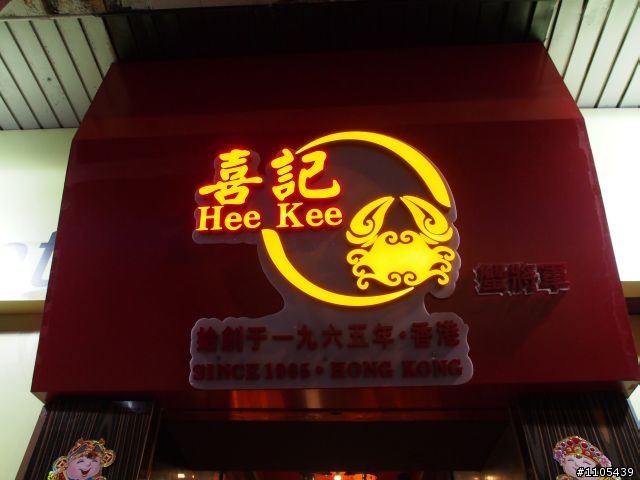 喜記
Hee Kee
蟹將軍
始創于一九六五年·香港
SINCE 1965·HONG KONG
#1105439